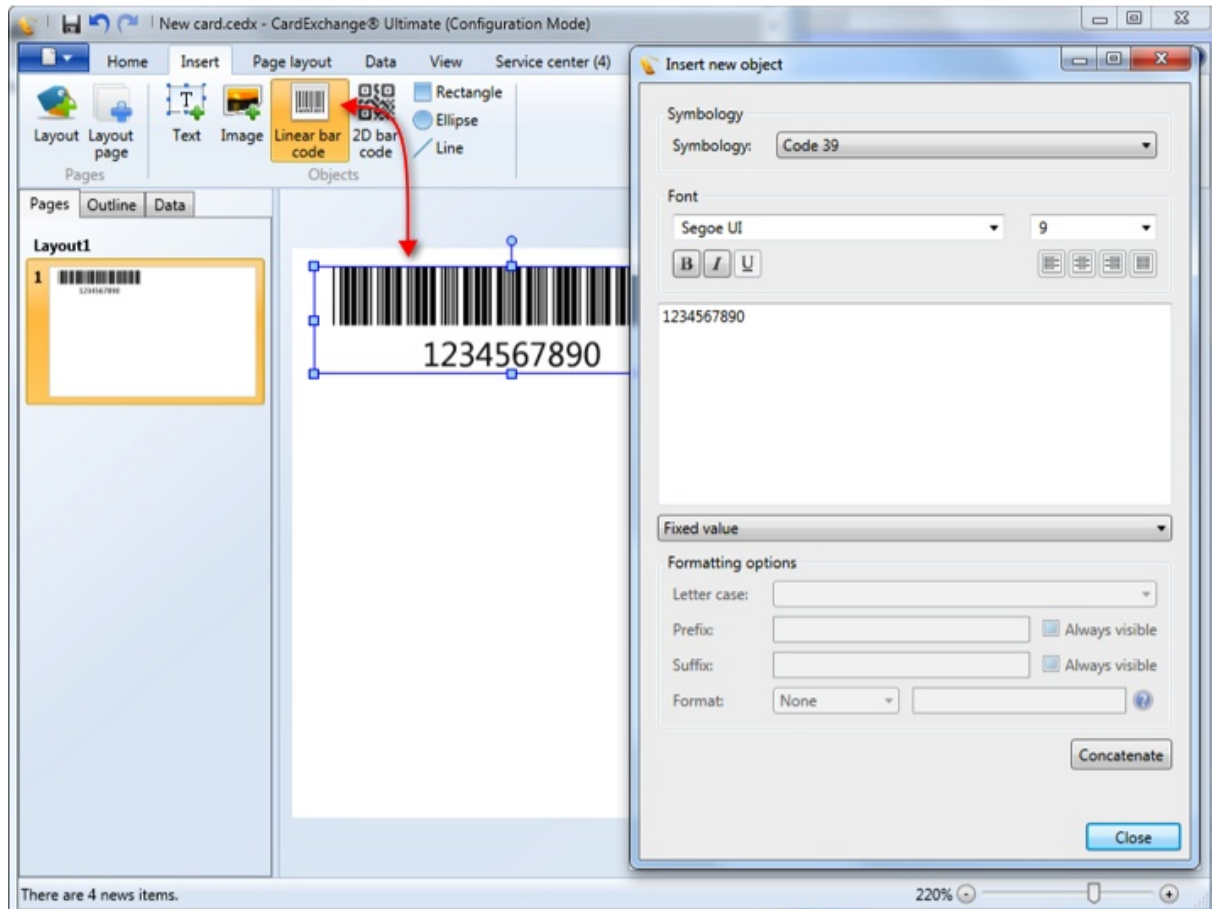 New card.cedx - CardExchange® Ultimate (Configuration Mode)
Home Insert Page layout Data View Service center (4)
Layout
Layout page
Text
Image
Linear bar code
2D bar code
Rectangle
Ellipse
Line
Pages
Objects
Pages Outline Data
Layout1
1
1234567890
1234567890
Insert new object
Symbology
Symbology: Code 39
Font
Segoe UI 9
B I U
1234567890
Fixed value
Formatting options
Letter case:
Prefix: Always visible
Suffix: Always visible
Format: None
Concatenate
Close
There are 4 news items.
220%